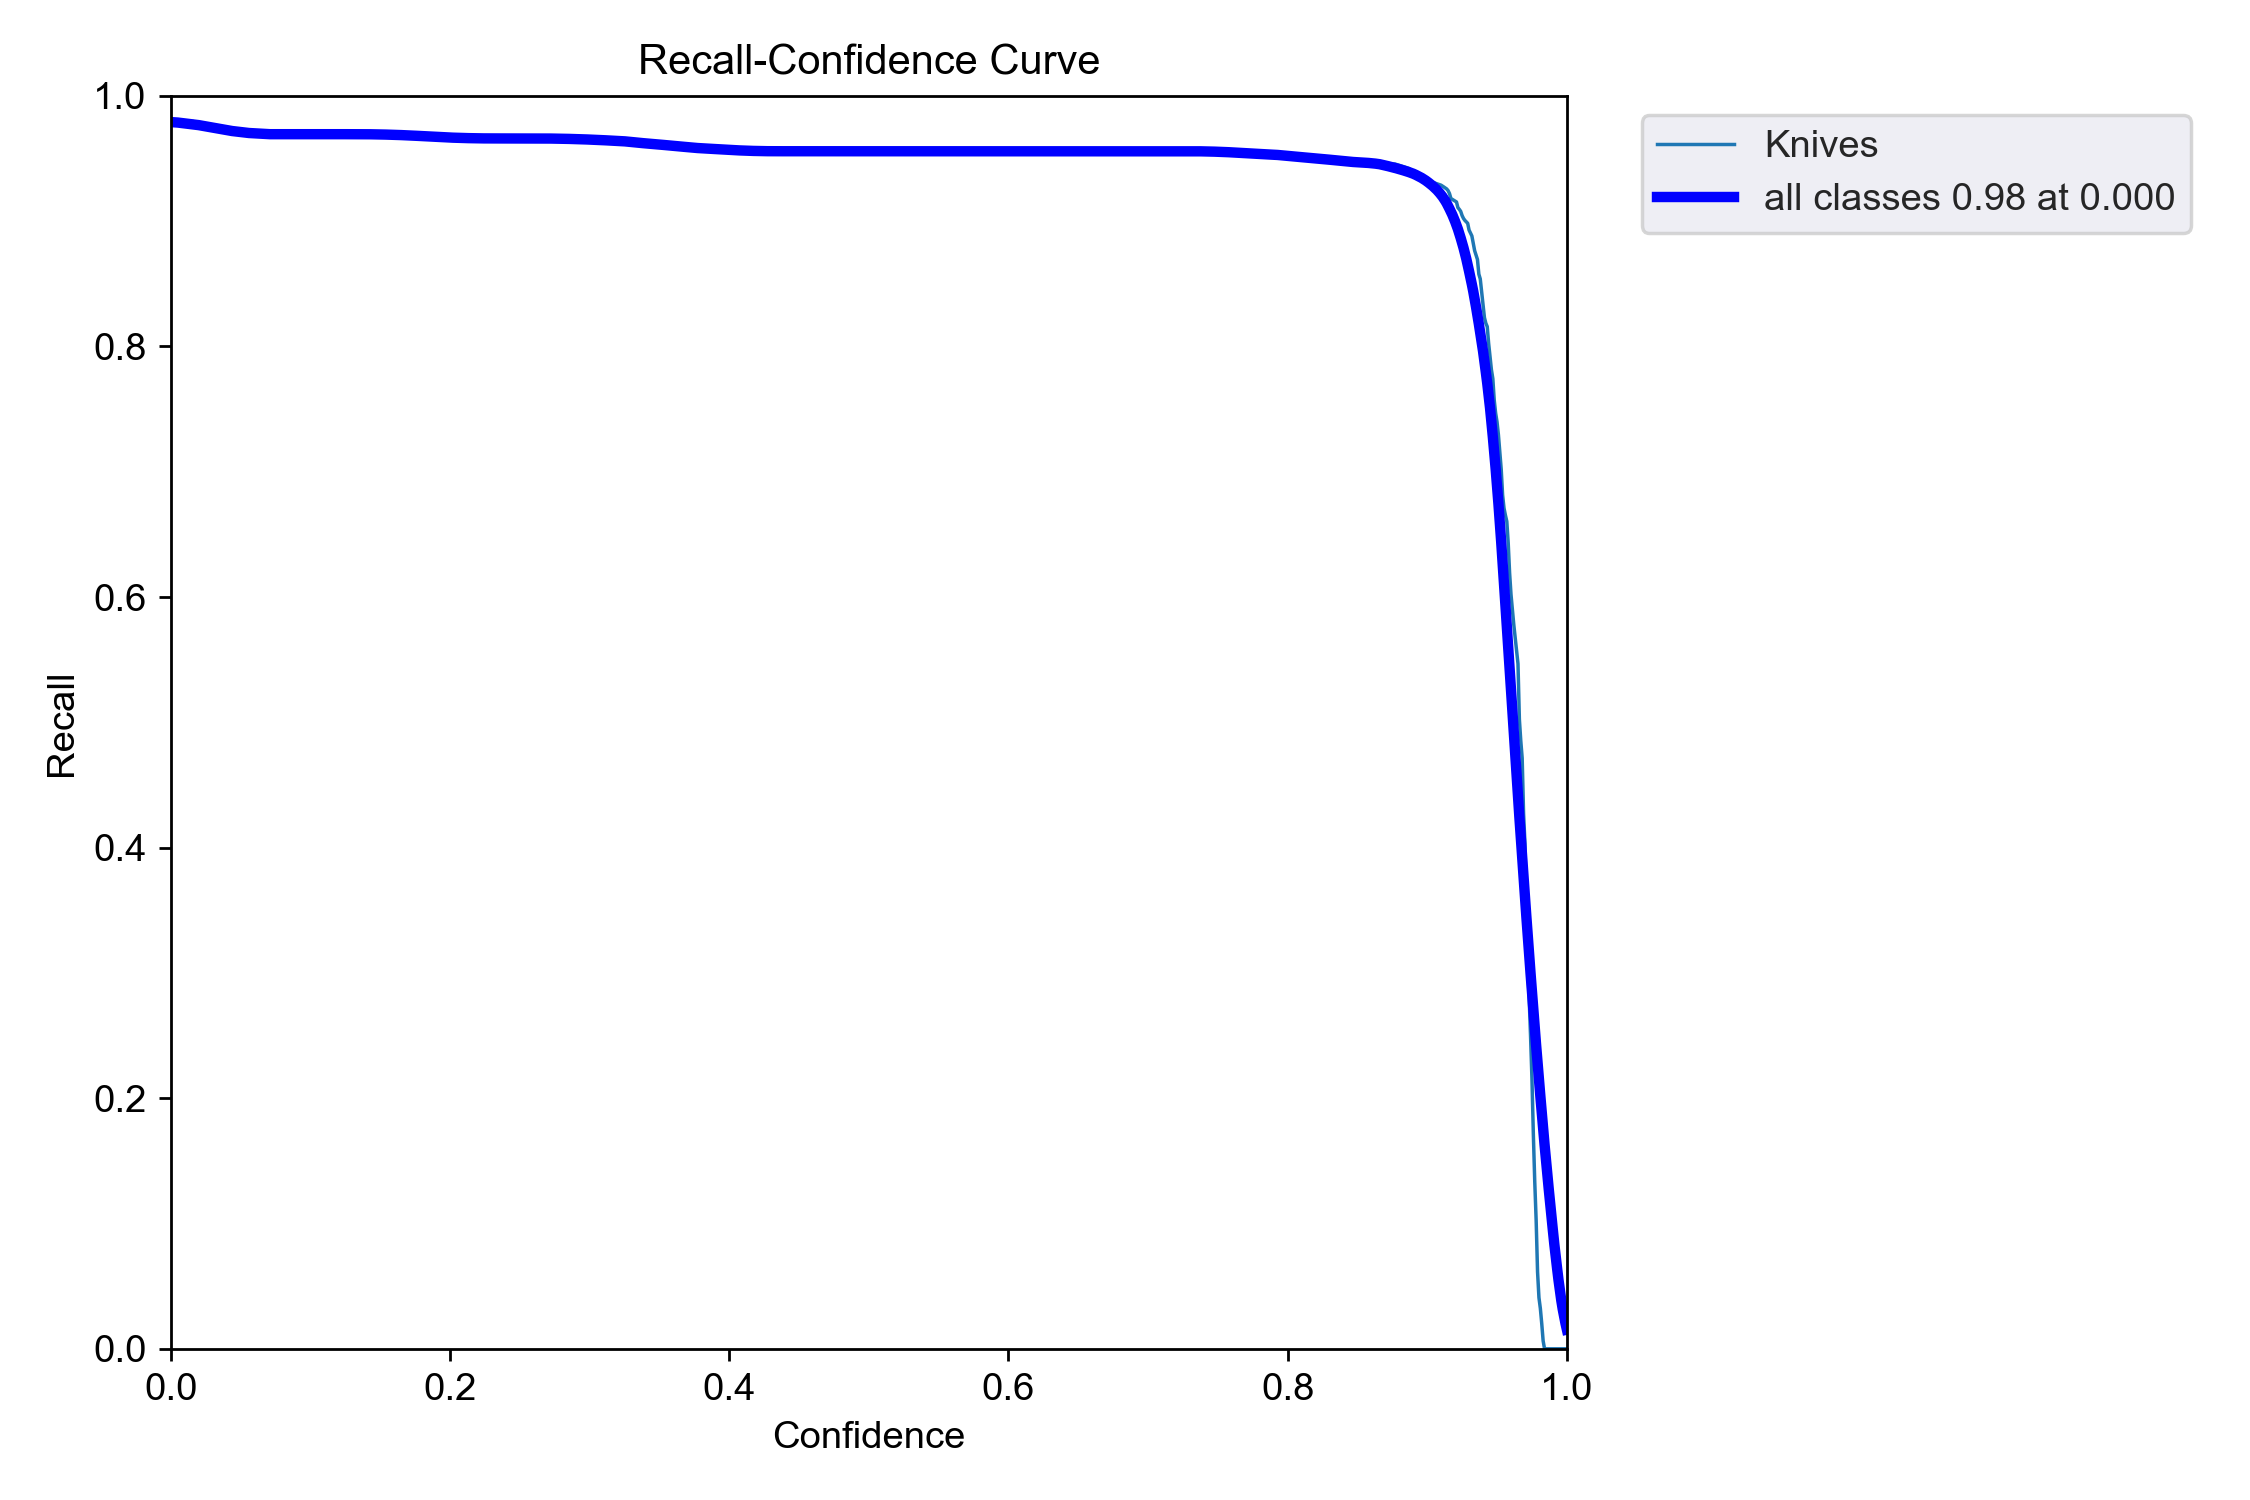 Recall-Confidence Curve
1.0
0.8
0.6
0.4
0.2
0.0
Recall
0.0 0.2 0.4 0.6 0.8 1.0
Confidence
Knives
all classes 0.98 at 0.000